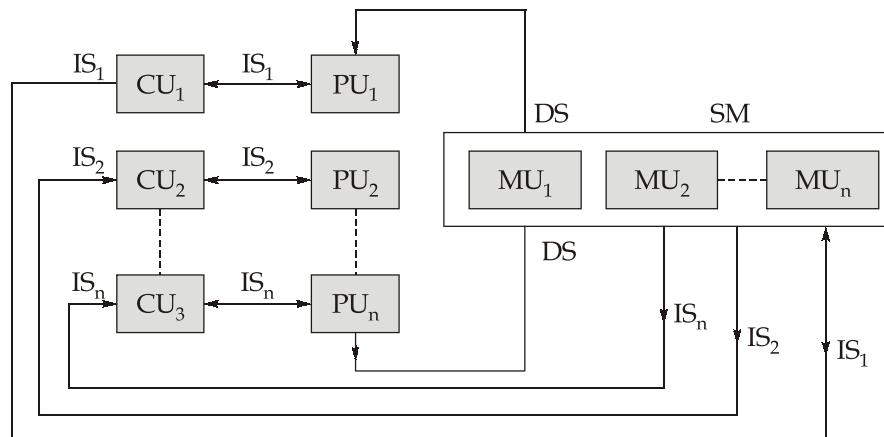 IS₁ CU₁ IS₁ PU₁
DS SM
IS₂ CU₂ IS₂ PU₂ MU₁ MU₂ MUₙ
DS
ISₙ CU₃ ISₙ PUₙ
ISₙ IS₂ IS₁